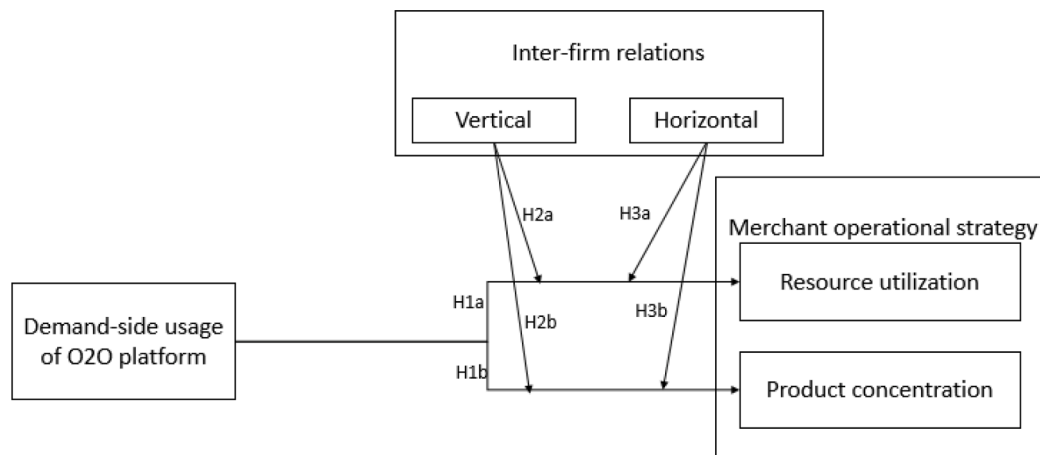 Inter-firm relations
Vertical
Horizontal
H2a
H3a
Merchant operational strategy
Resource utilization
H1a
H2b
H3b
Demand-side usage
of O2O platform
H1b
Product concentration